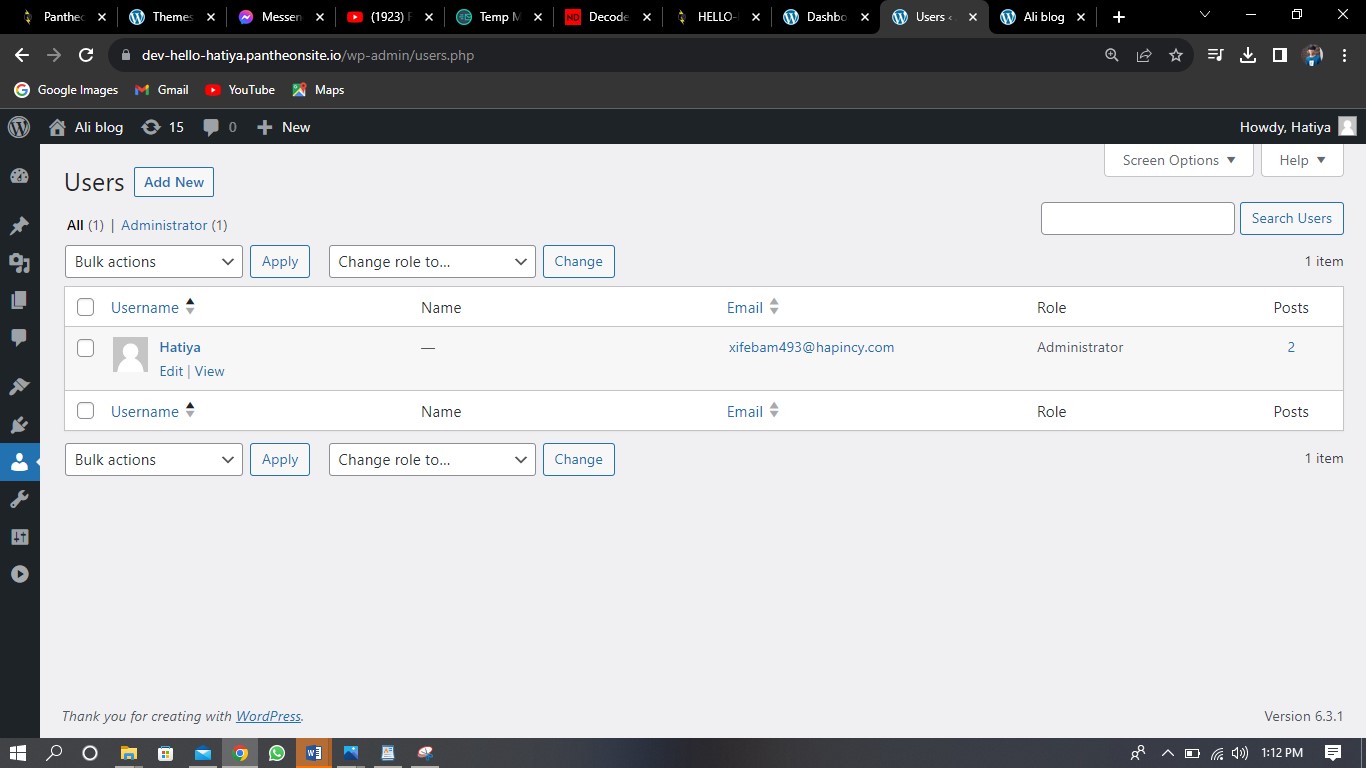 Panthec
Themes
Messen
(1923) F
Temp M
Decode
HELLO-
Dashbo
Users ‹
Ali blog
dev-hello-hatiya.pantheonsite.io/wp-admin/users.php
Google Images Gmail YouTube Maps
Ali blog 15 0 New Howdy, Hatiya
Screen Options Help
Users Add New
All (1) | Administrator (1)
Search Users
Bulk actions Apply Change role to... Change 1 item
Username Name Email Role Posts
Hatiya — xifebam493@hapincy.com Administrator 2
Edit | View
Username Name Email Role Posts
Bulk actions Apply Change role to... Change 1 item
Thank you for creating with WordPress. Version 6.3.1
1:12 PM